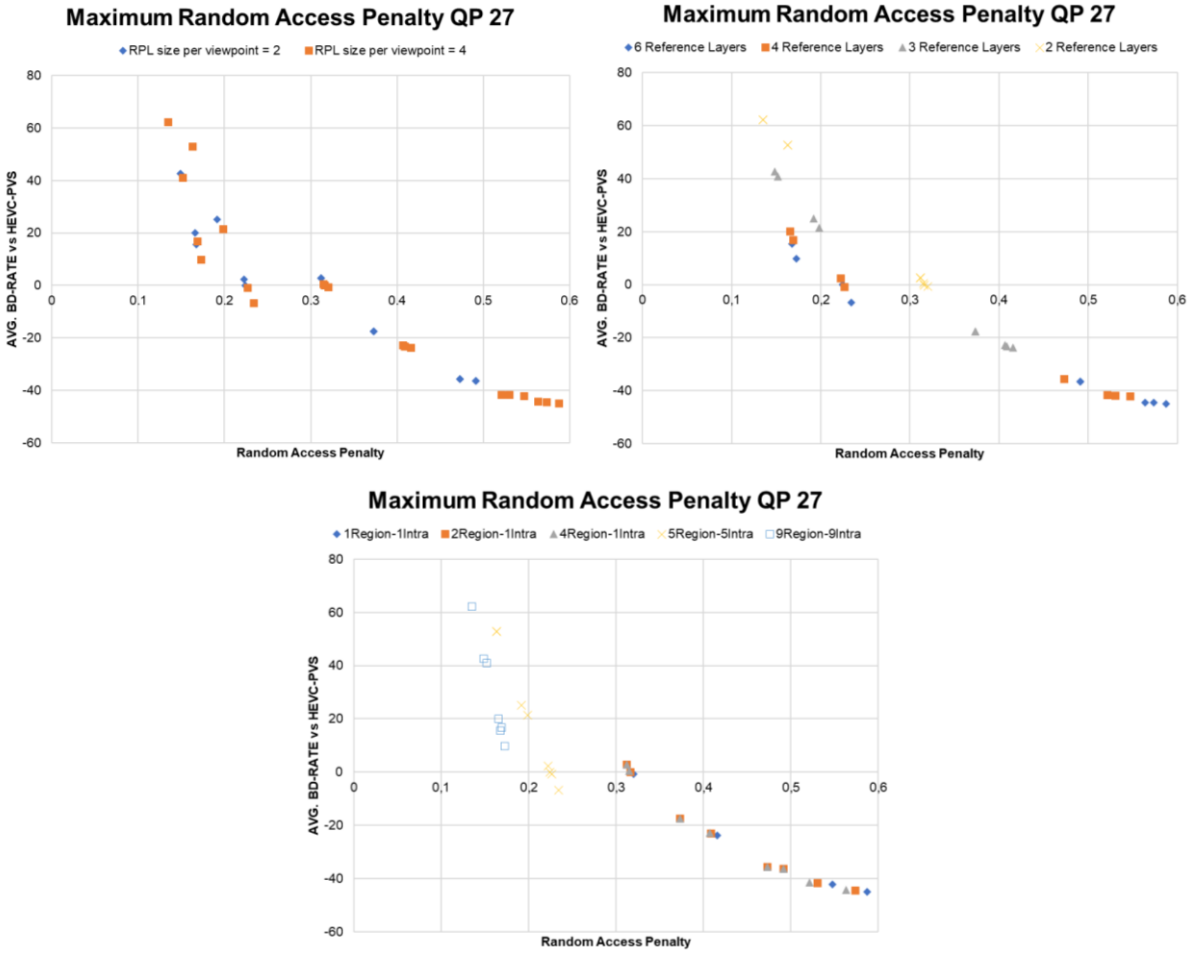 Maximum Random Access Penalty QP 27
RPL size per viewpoint = 2 RPL size per viewpoint = 4
AVG. BD-RATE vs HEVC-PVS
80
60
40
20
0
-20
-40
-60
0 0,1 0,2 0,3 0,4 0,5 0,6
Random Access Penalty
Maximum Random Access Penalty QP 27
6 Reference Layers 4 Reference Layers 3 Reference Layers 2 Reference Layers
AVG. BD-RATE vs HEVC-PVS
80
60
40
20
0
-20
-40
-60
0 0,1 0,2 0,3 0,4 0,5 0,6
Random Access Penalty
Maximum Random Access Penalty QP 27
1Region-1Intra 2Region-1Intra 4Region-1Intra 5Region-5Intra 9Region-9Intra
AVG. BD-RATE vs HEVC-PVS
80
60
40
20
0
-20
-40
-60
0 0,1 0,2 0,3 0,4 0,5 0,6
Random Access Penalty